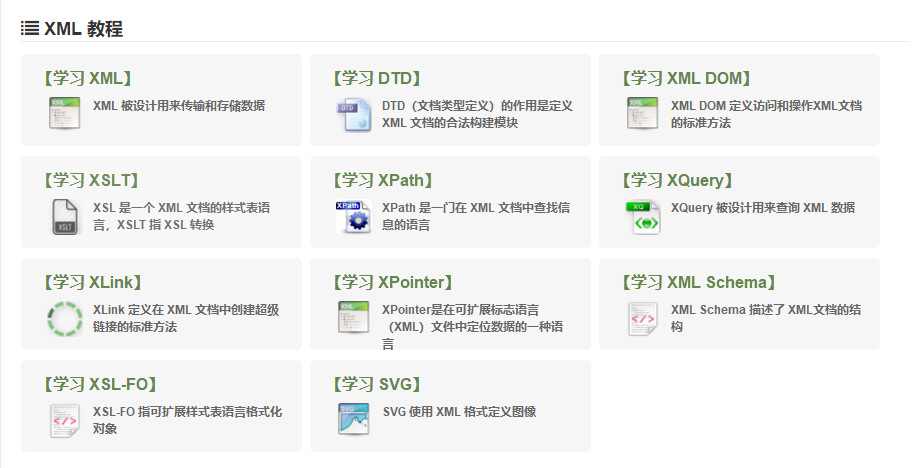 XML 教程
【学习 XML】
XML 被设计用来传输和存储数据
【学习 DTD】
DTD（文档类型定义）的作用是定义
XML 文档的合法构建模块
【学习 XML DOM】
XML DOM 定义访问和操作XML文档
的标准方法
【学习 XSLT】
XSLT
XSL 是一个 XML 文档的样式表语
言，XSLT 指 XSL 转换
【学习 XPath】
XPath
XPath 是一门在 XML 文档中查找信
息的语言
【学习 XQuery】
XQ
XQuery 被设计用来查询 XML 数据
【学习 XLink】
XLink 定义在 XML 文档中创建超级
链接的标准方法
【学习 XPointer】
XPointer是在可扩展标志语言
（XML）文件中定位数据的一种语
言
【学习 XML Schema】
XML Schema 描述了 XML文档的结
构
【学习 XSL-FO】
XSL-FO 指可扩展样式表语言格式化
对象
【学习 SVG】
SVG
SVG 使用 XML 格式定义图像